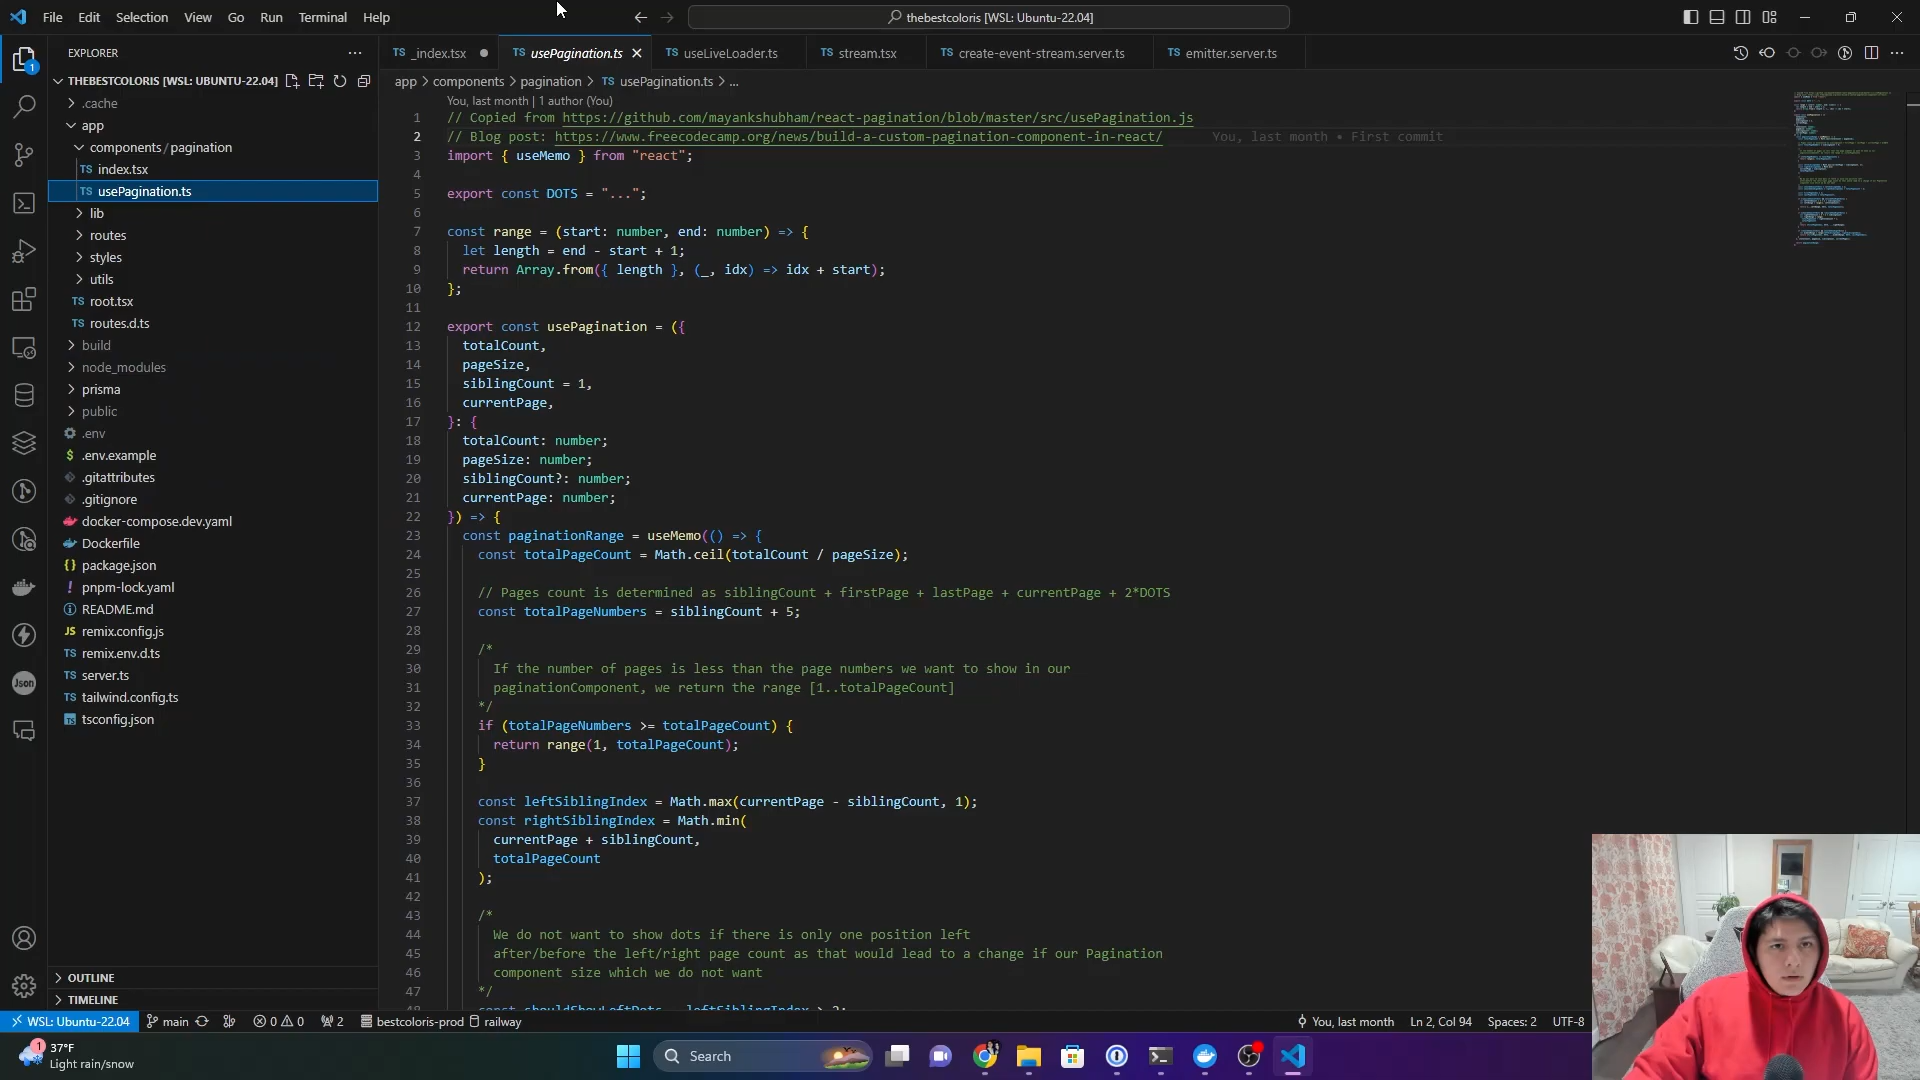 File Edit Selection View Go Run Terminal Help
thebestcoloris [WSL: Ubuntu-22.04]
EXPLORER
TS _index.tsx
TS usePagination.ts
TS useLiveLoader.ts
TS stream.tsx
TS create-event-stream.server.ts
TS emitter.server.ts
THEBESTCOLORIS [WSL: UBUNTU-22.04]
app > components > pagination > TS usePagination.ts > ...
.cache
app
components/pagination
TS index.tsx
TS usePagination.ts
lib
routes
styles
utils
TS root.tsx
TS routes.d.ts
build
node_modules
prisma
public
.env
$ .env.example
.gitattributes
.gitignore
docker-compose.dev.yaml
Dockerfile
{} package.json
! pnpm-lock.yaml
README.md
JS remix.config.js
TS remix.env.d.ts
TS server.ts
TS tailwind.config.ts
tsconfig.json
OUTLINE
TIMELINE
1
Json
You, last month | 1 author (You)
1 // Copied from https://github.com/mayankshubham/react-pagination/blob/master/src/usePagination.js
2 // Blog post: https://www.freecodecamp.org/news/build-a-custom-pagination-component-in-react/ You, last month • First commit
3 import { useMemo } from "react";
4
5 export const DOTS = "...";
6
7 const range = (start: number, end: number) => {
8 let length = end - start + 1;
9 return Array.from({ length }, (_, idx) => idx + start);
10 };
11
12 export const usePagination = ({
13 totalCount,
14 pageSize,
15 siblingCount = 1,
16 currentPage,
17 }: {
18 totalCount: number;
19 pageSize: number;
20 siblingCount?: number;
21 currentPage: number;
22 }) => {
23 const paginationRange = useMemo(() => {
24 const totalPageCount = Math.ceil(totalCount / pageSize);
25
26 // Pages count is determined as siblingCount + firstPage + lastPage + currentPage + 2*DOTS
27 const totalPageNumbers = siblingCount + 5;
28
29 /*
30 If the number of pages is less than the page numbers we want to show in our
31 paginationComponent, we return the range [1..totalPageCount]
32 */
33 if (totalPageNumbers >= totalPageCount) {
34 return range(1, totalPageCount);
35 }
36
37 const leftSiblingIndex = Math.max(currentPage - siblingCount, 1);
38 const rightSiblingIndex = Math.min(
39 currentPage + siblingCount,
40 totalPageCount
41 );
42
43 /*
44 We do not want to show dots if there is only one position left
45 after/before the left/right page count as that would lead to a change if our Pagination
46 component size which we do not want
47 */
48 const shouldShowLeftDots = leftSiblingIndex > 2;
WSL: Ubuntu-22.04 main 0 0 2 bestcoloris-prod railway You, last month Ln 2, Col 94 Spaces: 2 UTF-8
1
37°F
Light rain/snow
Search